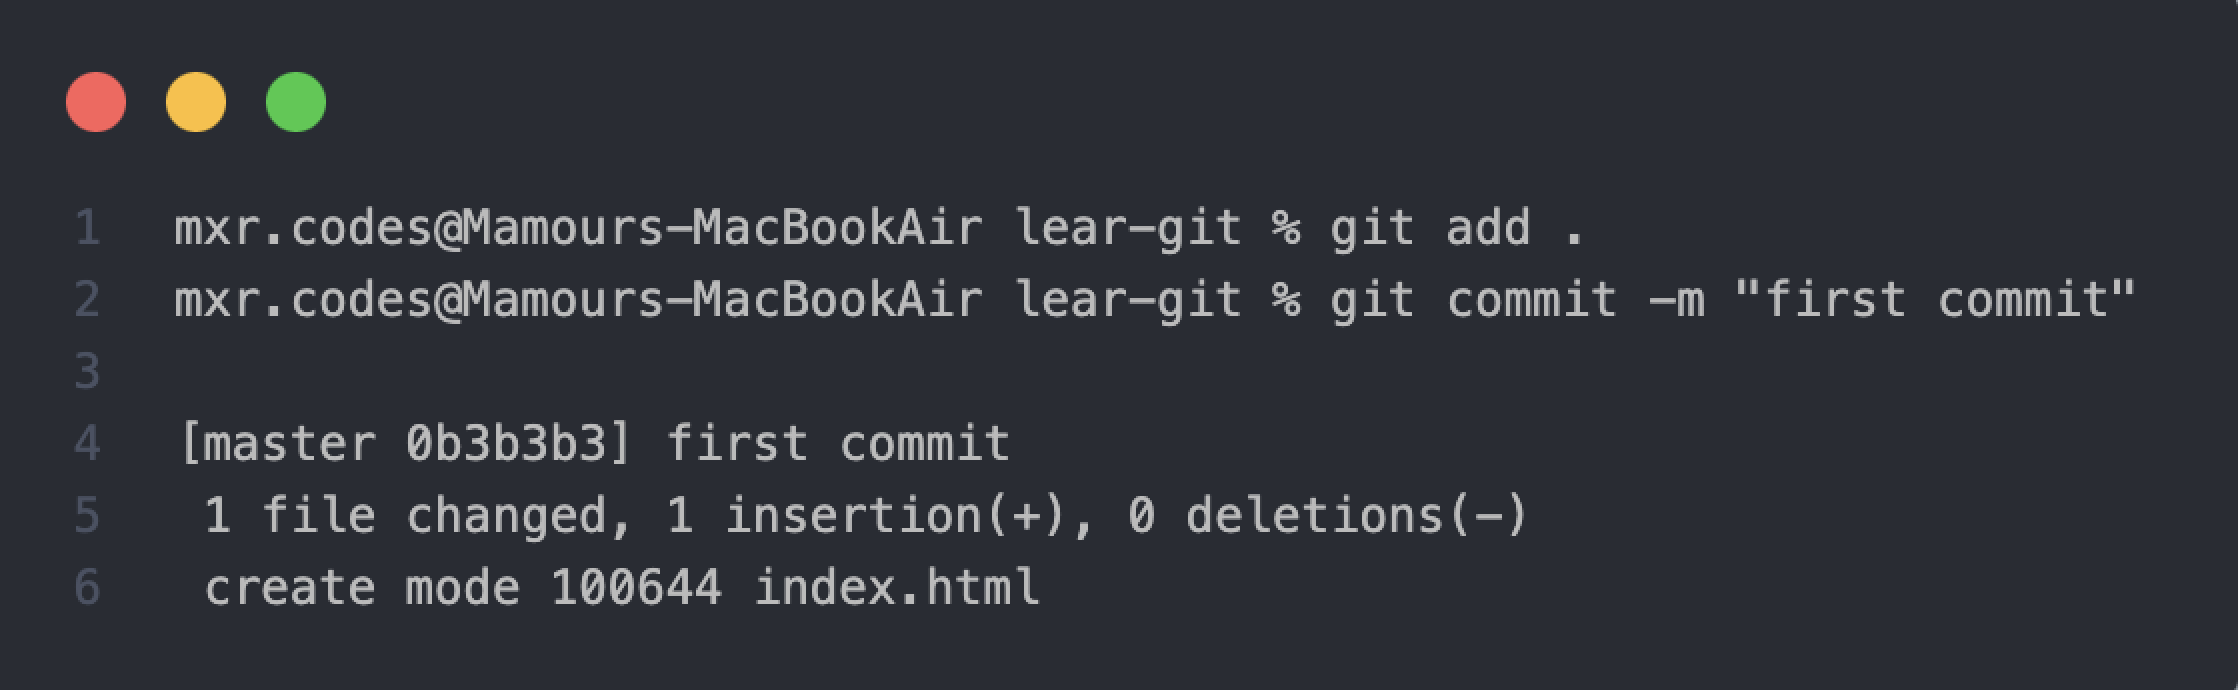 1 mxr.codes@Mamours-MacBookAir lear-git % git add .
2 mxr.codes@Mamours-MacBookAir lear-git % git commit -m "first commit"
3
4 [master 0b3b3b3] first commit
5  1 file changed, 1 insertion(+), 0 deletions(-)
6  create mode 100644 index.html